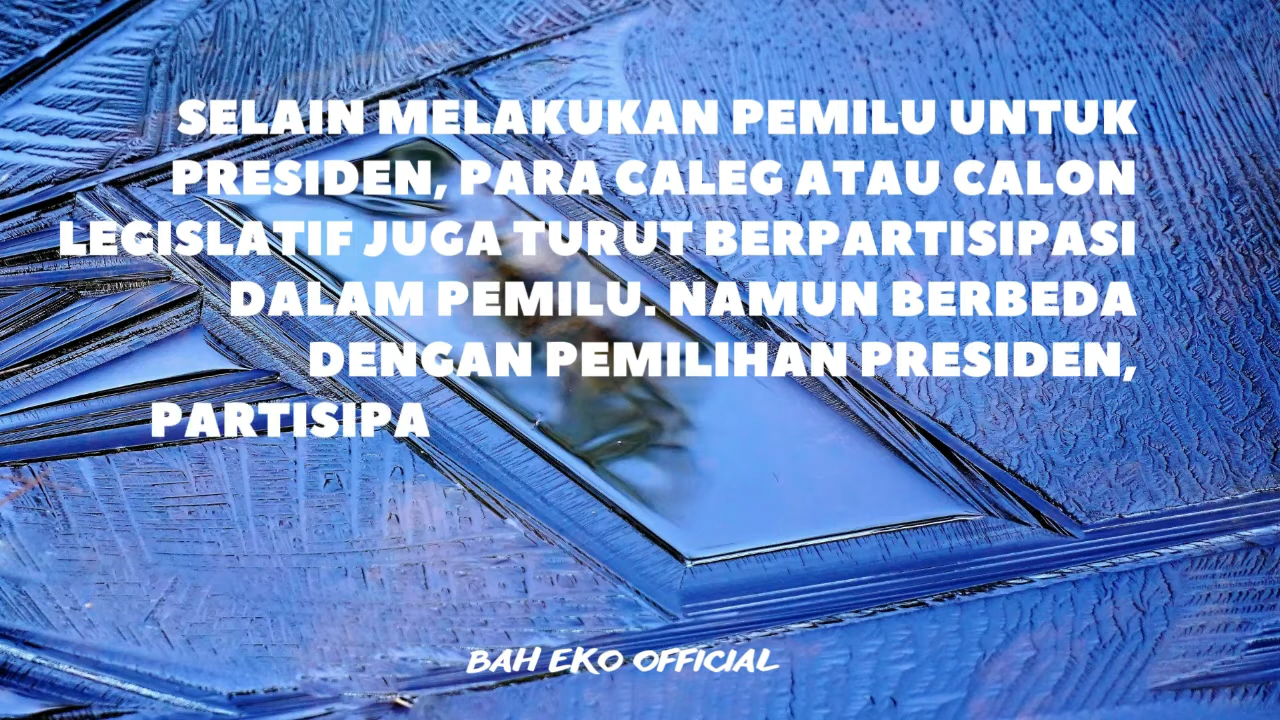 SELAIN MELAKUKAN PEMILU UNTUK
PRESIDEN, PARA CALEG ATAU CALON
LEGISLATIF JUGA TURUT BERPARTISIPASI
DALAM PEMILU. NAMUN BERBEDA
DENGAN PEMILIHAN PRESIDEN,
PARTISIPA
BAH EKO OFFICIAL